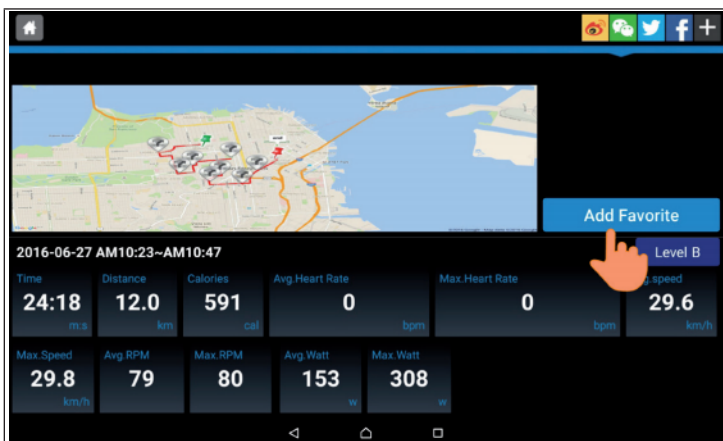 Add Favorite
2016-06-27 AM10:23~AM10:47
Level B
Time Distance Calories Avg.Heart Rate Max.Heart Rate g.speed
24:18 12.0 591 0 0 29.6
m:s km cal bpm bpm km/h
Max.Speed Avg.RPM Max.RPM Avg.Watt Max.Watt
29.8 79 80 153 308
km/h w w